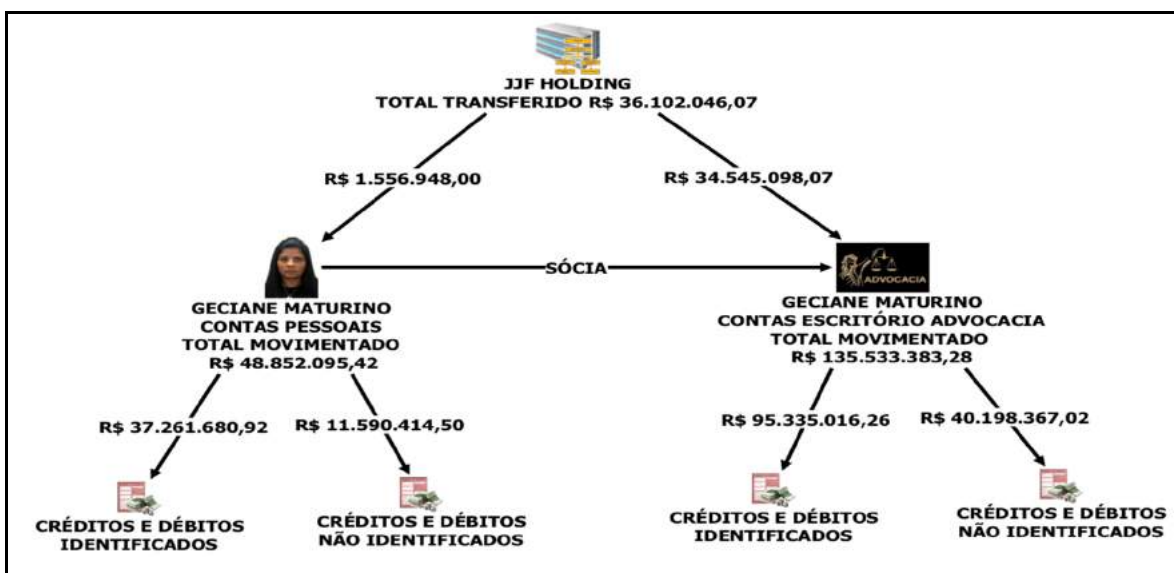 JJF HOLDING
TOTAL TRANSFERIDO R$ 36.102.046,07
R$ 1.556.948,00
R$ 34.545.098,07
SÓCIA
ADVOCACIA
GECIANE MATURINO
CONTAS PESSOAIS
TOTAL MOVIMENTADO
R$ 48.852.095,42
GECIANE MATURINO
CONTAS ESCRITÓRIO ADVOCACIA
TOTAL MOVIMENTADO
R$ 135.533.383,28
R$ 37.261.680,92
R$ 11.590.414,50
R$ 95.335.016,26
R$ 40.198.367,02
CRÉDITOS E DÉBITOS
IDENTIFICADOS
CRÉDITOS E DÉBITOS
NÃO IDENTIFICADOS
CRÉDITOS E DÉBITOS
IDENTIFICADOS
CRÉDITOS E DÉBITOS
NÃO IDENTIFICADOS